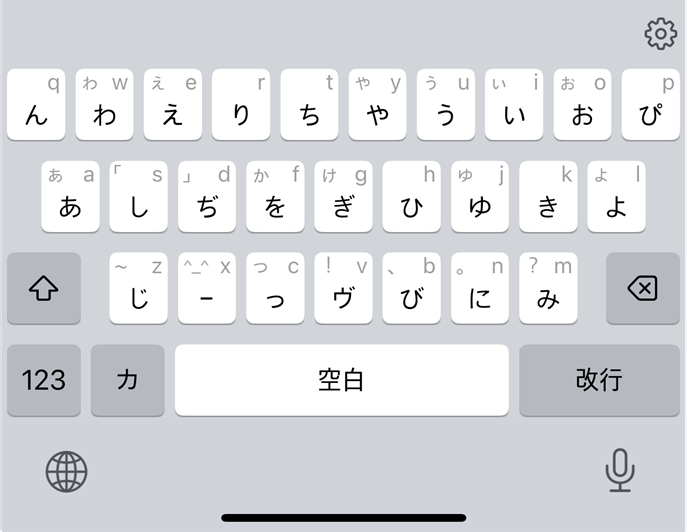 q わ w え e r t や y う u い i お o p
ん わ え り ち や う い お ぴ
あ a 「 s 」 d か f け g h ゆ j k ょ l
あ し ぢ を ぎ ひ ゆ き よ
~ z ^_^ x っ c ! v 、 b 。 n ? m
じ ー っ ヴ び に み
123 カ 空白 改行